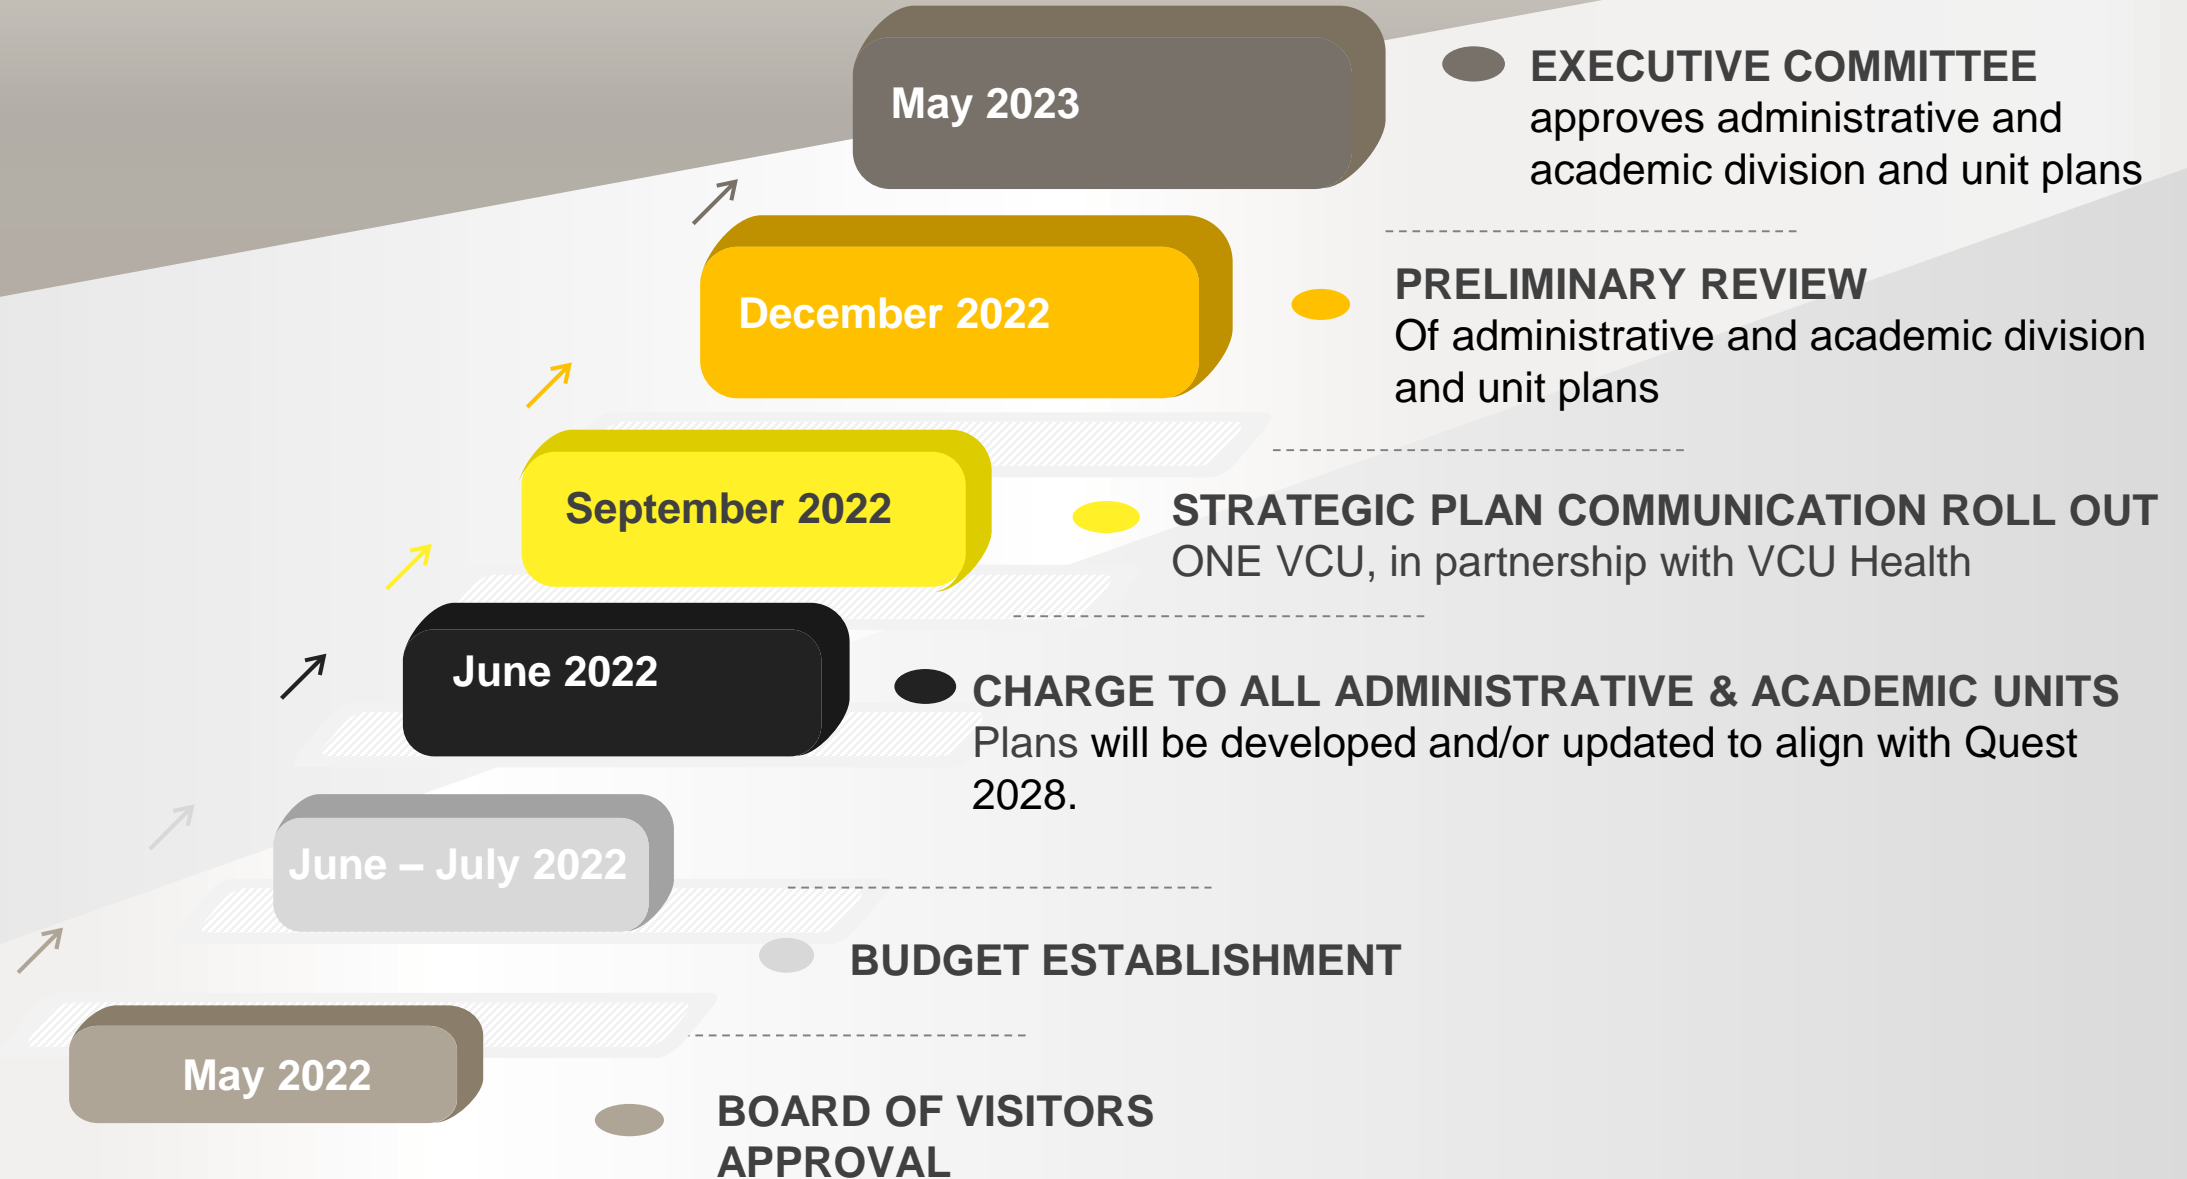 May 2023
EXECUTIVE COMMITTEE
approves administrative and
academic division and unit plans
December 2022
PRELIMINARY REVIEW
Of administrative and academic division
and unit plans
September 2022
STRATEGIC PLAN COMMUNICATION ROLL OUT
ONE VCU, in partnership with VCU Health
June 2022
CHARGE TO ALL ADMINISTRATIVE & ACADEMIC UNITS
Plans will be developed and/or updated to align with Quest
2028.
June – July 2022
BUDGET ESTABLISHMENT
May 2022
BOARD OF VISITORS
APPROVAL